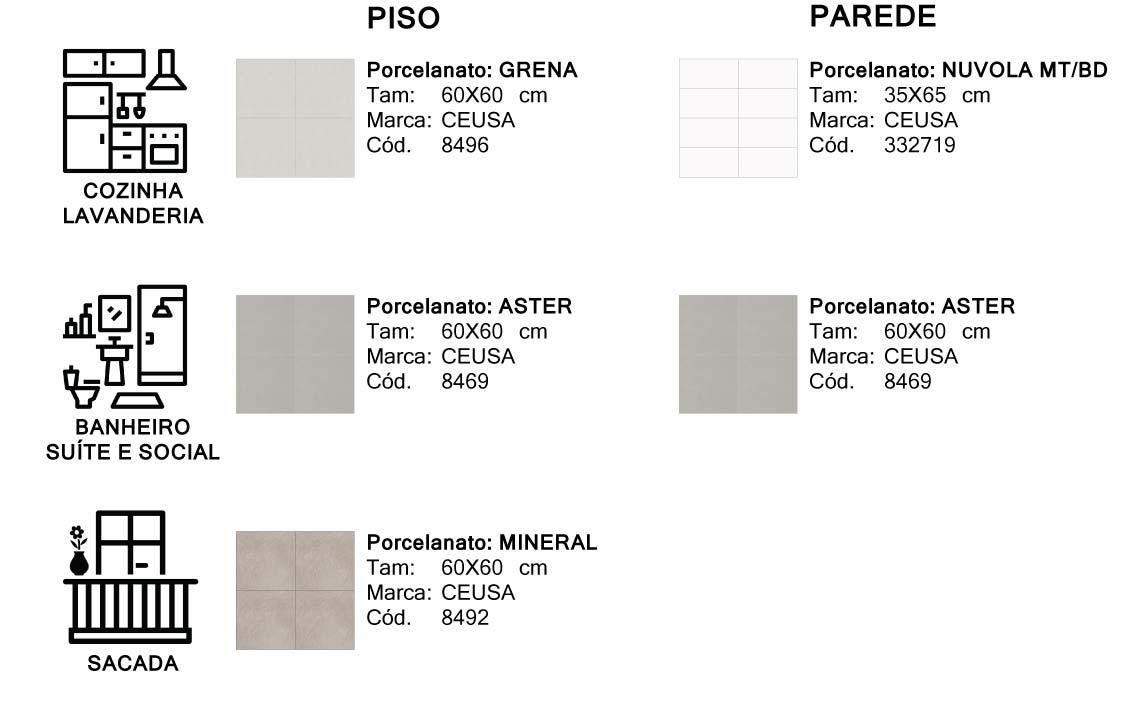 PISO
PAREDE
Porcelanato: GRENA
Tam: 60X60 cm
Marca: CEUSA
Cód. 8496
Porcelanato: NUVOLA MT/BD
Tam: 35X65 cm
Marca: CEUSA
Cód. 332719
COZINHA
LAVANDERIA
Porcelanato: ASTER
Tam: 60X60 cm
Marca: CEUSA
Cód. 8469
Porcelanato: ASTER
Tam: 60X60 cm
Marca: CEUSA
Cód. 8469
BANHEIRO
SUÍTE E SOCIAL
Porcelanato: MINERAL
Tam: 60X60 cm
Marca: CEUSA
Cód. 8492
SACADA